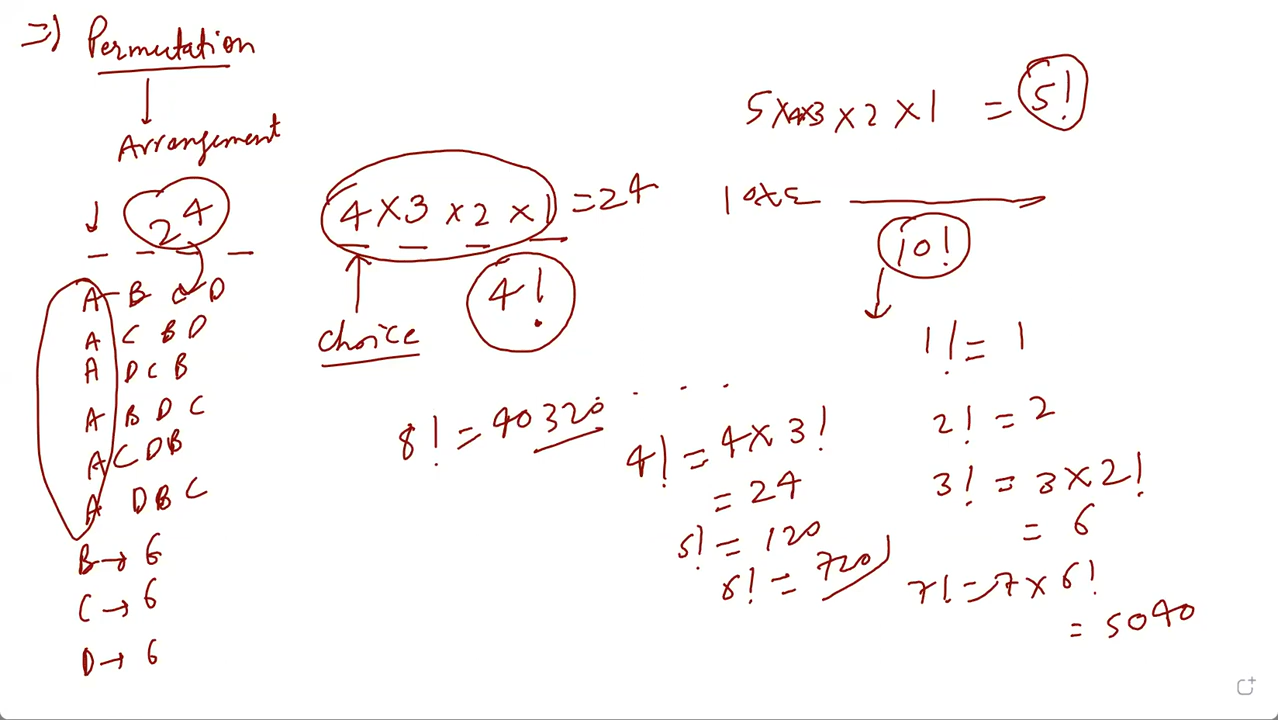 =) Permutation
Arrangement
24
A B C D
A C B D
A D C B
A B D C
A C D B
A D B C
B → 6
C → 6
D → 6
4 × 3 × 2 × 1 = 24
4!
Choice
8! = 40320 . . . .
5×4×3 × 2 × 1 = 5!
10!
1! = 1
2! = 2
3! = 3 × 2!
= 6
4! = 4 × 3!
= 24
5! = 120
6! = 720
7! = 7 × 6!
= 5040